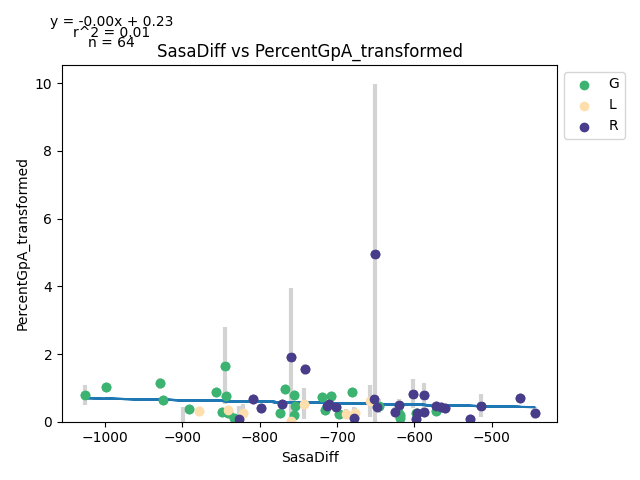 y = -0.00x + 0.23
r^2 = 0.01
n = 64
SasaDiff vs PercentGpA_transformed
G
L
R
PercentGpA_transformed
10
8
6
4
2
0
−1000 −900 −800 −700 −600 −500
SasaDiff